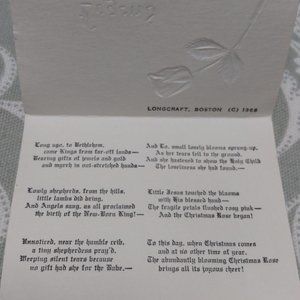 LONGCRAFT, BOSTON (C) 1968
Long ago, to Bethlehem,
came Kings from far-off lands—
Bearing gifts of jewels and gold
and myrrh in out-stretched hands—
Lowly shepherds, from the hills,
little lambs did bring,
And Angels sang, as all proclaimed
the birth of the New-Born King!—
Unnoticed, near the humble crib,
a tiny shepherdess pray'd.
Weeping silent tears because
no gift had she for the Babe.—
And Lo, small lovely blooms sprung-up,
As her tears fell to the ground.
And she hastened to show the Holy Child
The loveliness she had found.—
Little Jesus touched the blooms
with His blessed hand—
The fragile petals flushed rosy pink—
And the Christmas Rose began!
To this day, when Christmas comes
and at no other time of year.
The abundantly blooming Christmas Rose
brings all its joyous cheer!